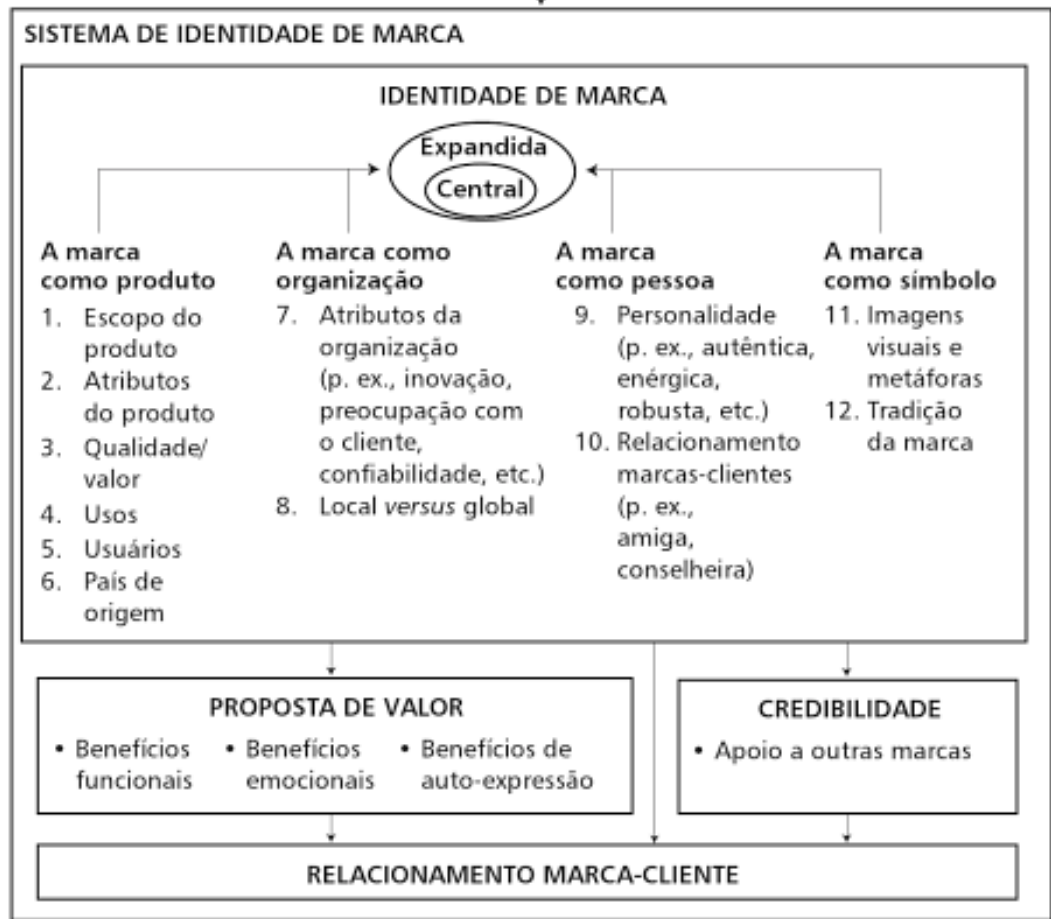 SISTEMA DE IDENTIDADE DE MARCA
IDENTIDADE DE MARCA
Expandida
Central
A marca
como produto
1. Escopo do
produto
2. Atributos
do produto
3. Qualidade/
valor
4. Usos
5. Usuários
6. País de
origem
A marca como
organização
7. Atributos da
organização
(p. ex., inovação,
preocupação com
o cliente,
confiabilidade, etc.)
8. Local versus global
A marca
como pessoa
9. Personalidade
(p. ex., autêntica,
enérgica,
robusta, etc.)
10. Relacionamento
marcas-clientes
(p. ex.,
amiga,
conselheira)
A marca
como símbolo
11. Imagens
visuais e
metáforas
12. Tradição
da marca
PROPOSTA DE VALOR
• Benefícios
funcionais
• Benefícios
emocionais
• Benefícios de
auto-expressão
CREDIBILIDADE
• Apoio a outras marcas
RELACIONAMENTO MARCA-CLIENTE